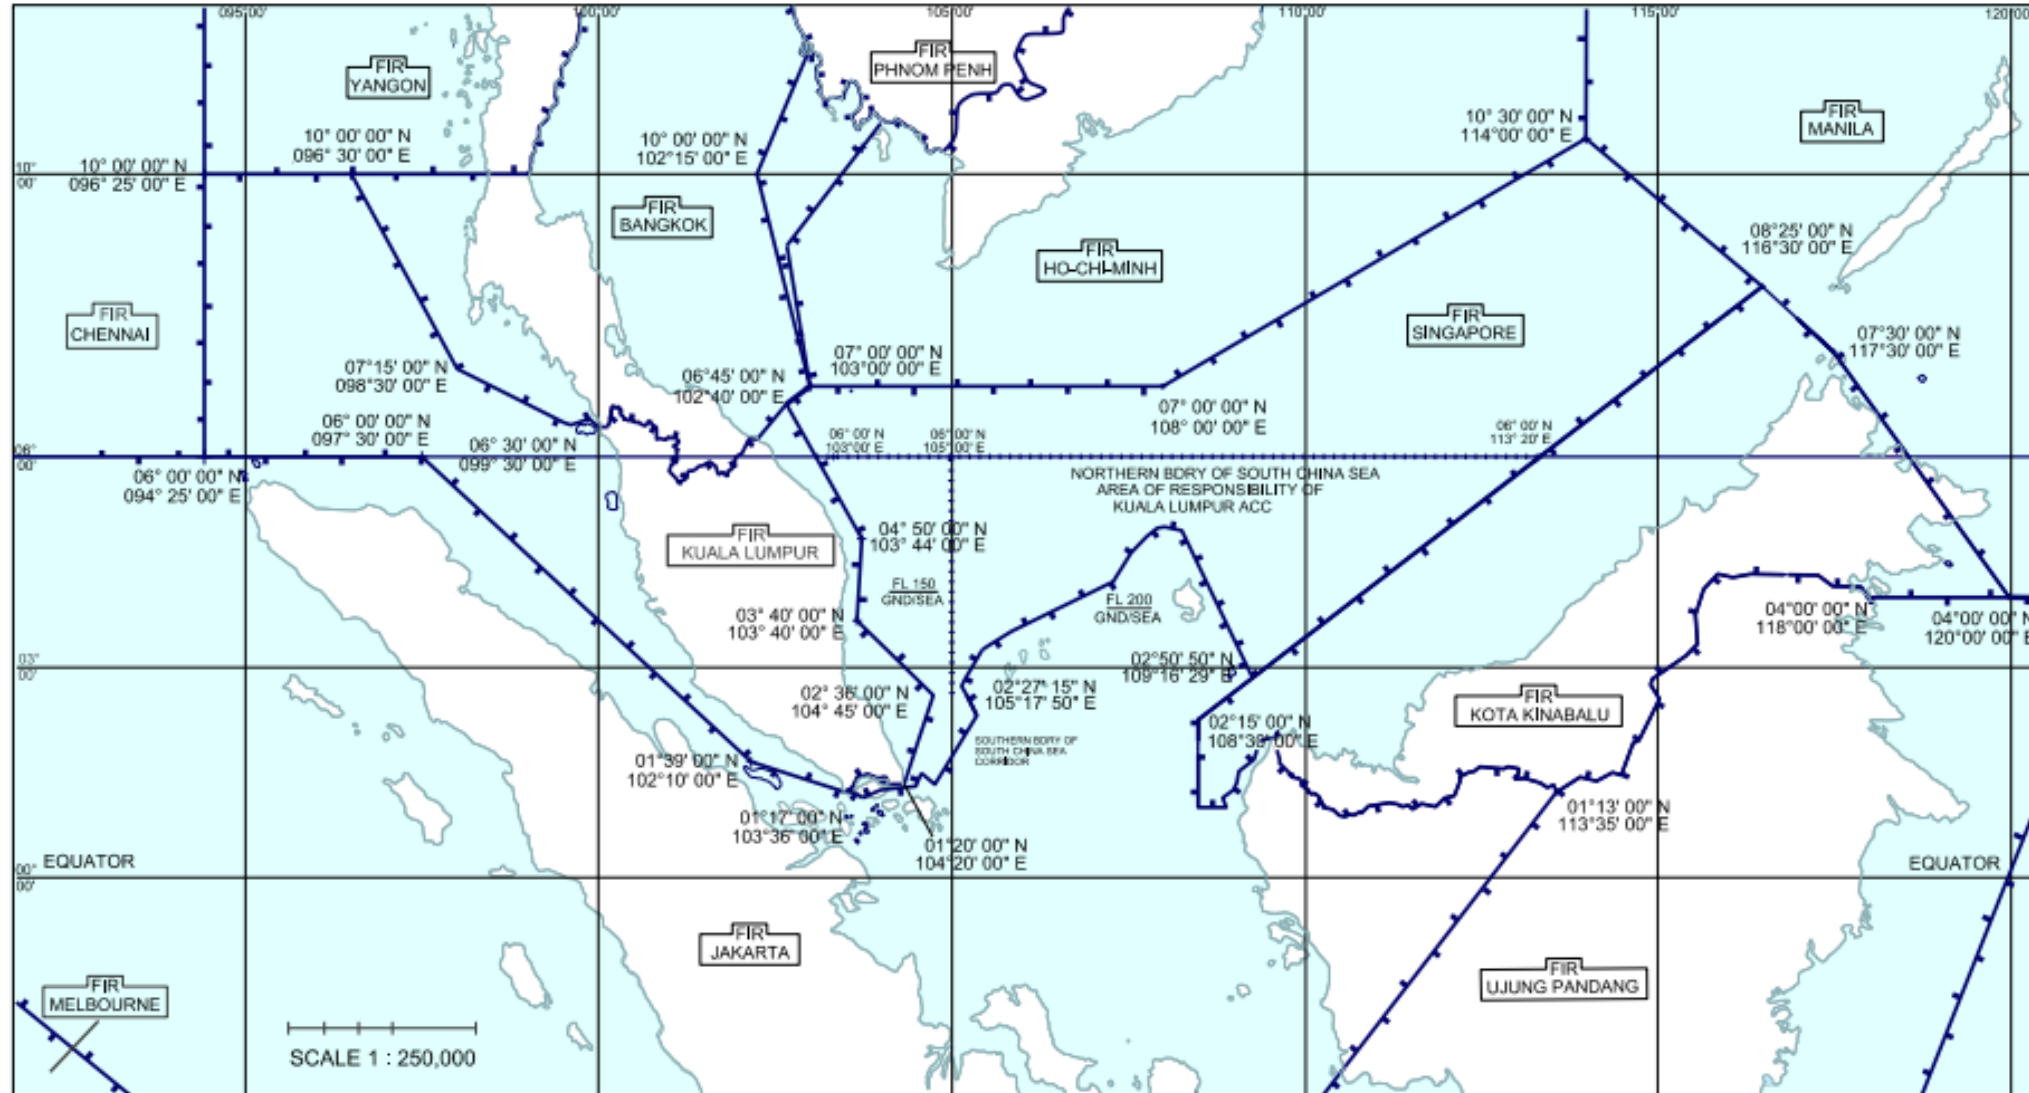 095°00'
100°00'
105°00'
110°00'
115°00'
120°00'
FIR
YANGON
FIR
PHNOM PENH
FIR
MANILA
10° 00' 00" N
096° 30' 00" E
10° 00' 00" N
102°15' 00" E
10° 30' 00" N
114°00' 00" E
10° 00' 00" N
096° 25' 00" E
10°
00'
FIR
BANGKOK
FIR
HO-CHI-MINH
08°25' 00" N
116°30' 00" E
FIR
CHENNAI
FIR
SINGAPORE
07°30' 00" N
117°30' 00" E
07°15' 00" N
098°30' 00" E
06°45' 00" N
102°40' 00" E
07° 00' 00" N
103°00' 00" E
07° 00' 00" N
108° 00' 00" E
06° 00' 00" N
097° 30' 00" E
06° 30' 00" N
099° 30' 00" E
06° 00' N
103°00' E
06° 00' N
105°00' E
06° 00' N
113° 20' E
06°
00'
06° 00' 00" N
094° 25' 00" E
NORTHERN BDRY OF SOUTH CHINA SEA
AREA OF RESPONSIBILITY OF
KUALA LUMPUR ACC
FIR
KUALA LUMPUR
04° 50' 00" N
103° 44' 00" E
FL 150
GND/SEA
FL 200
GND/SEA
03° 40' 00" N
103° 40' 00" E
04°00' 00" N
118°00' 00" E
04°00' 00" N
120°00' 00" E
03°
00'
02°50' 50" N
109°16' 29" E
02° 36' 00" N
104° 45' 00" E
02°27' 15" N
105°17' 50" E
FIR
KOTA KINABALU
02°15' 00" N
108°30' 00" E
SOUTHERN BDRY OF
SOUTH CHINA SEA
CORRIDOR
01°39' 00" N
102°10' 00" E
01°17' 00" N
103°36' 00" E
01°20' 00" N
104°20' 00" E
01°13' 00" N
113°35' 00" E
EQUATOR
EQUATOR
00°
00'
FIR
JAKARTA
FIR
UJUNG PANDANG
FIR
MELBOURNE
SCALE 1 : 250,000